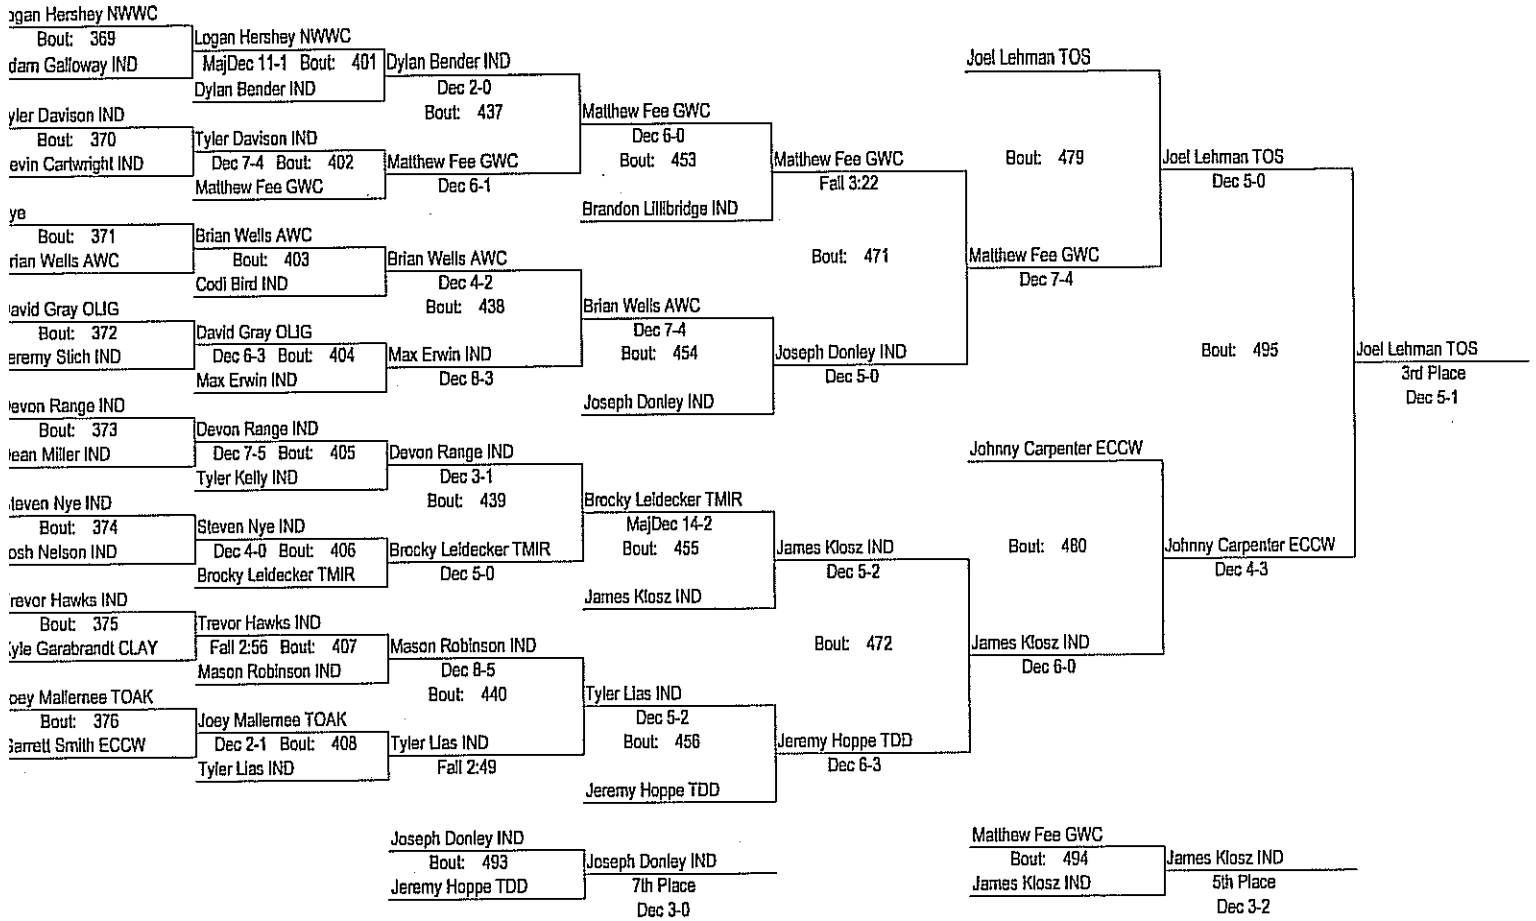 ogan Hershey NWWC
Bout: 369
dam Galloway IND
yler Davison IND
Bout: 370
evin Cartwright IND
ye
Bout: 371
rian Wells AWC
avid Gray OLIG
Bout: 372
eremy Stich IND
evon Range IND
Bout: 373
ean Miller IND
teven Nye IND
Bout: 374
osh Nelson IND
revor Hawks IND
Bout: 375
yle Garabrandt CLAY
oey Mallernee TOAK
Bout: 376
arrett Smith ECCW
Logan Hershey NWWC
MajDec 11-1 Bout: 401
Dylan Bender IND
Tyler Davison IND
Dec 7-4 Bout: 402
Matthew Fee GWC
Brian Wells AWC
Bout: 403
Codi Bird IND
David Gray OLIG
Dec 6-3 Bout: 404
Max Erwin IND
Devon Range IND
Dec 7-5 Bout: 405
Tyler Kelly IND
Steven Nye IND
Dec 4-0 Bout: 406
Brocky Leidecker TMIR
Trevor Hawks IND
Fall 2:56 Bout: 407
Mason Robinson IND
Joey Mallernee TOAK
Dec 2-1 Bout: 408
Tyler Lias IND
Dylan Bender IND
Dec 2-0
Bout: 437
Matthew Fee GWC
Dec 6-1
Brian Wells AWC
Dec 4-2
Bout: 438
Max Erwin IND
Dec 8-3
Devon Range IND
Dec 3-1
Bout: 439
Brocky Leidecker TMIR
Dec 5-0
Mason Robinson IND
Dec 8-5
Bout: 440
Tyler Lias IND
Fall 2:49
Matthew Fee GWC
Dec 6-0
Bout: 453
Brandon Lillibridge IND
Brian Wells AWC
Dec 7-4
Bout: 454
Joseph Donley IND
Brocky Leidecker TMIR
MajDec 14-2
Bout: 455
James Klosz IND
Tyler Lias IND
Dec 5-2
Bout: 456
Jeremy Hoppe TDD
Matthew Fee GWC
Fall 3:22
Bout: 471
Joseph Donley IND
Dec 5-0
James Klosz IND
Dec 5-2
Bout: 472
Jeremy Hoppe TDD
Dec 6-3
Joel Lehman TOS
Bout: 479
Matthew Fee GWC
Dec 7-4
Johnny Carpenter ECCW
Bout: 480
James Klosz IND
Dec 6-0
Joel Lehman TOS
Dec 5-0
Bout: 495
Johnny Carpenter ECCW
Dec 4-3
Joel Lehman TOS
3rd Place
Dec 5-1
Joseph Donley IND
Bout: 493
Jeremy Hoppe TDD
Joseph Donley IND
7th Place
Dec 3-0
Matthew Fee GWC
Bout: 494
James Klosz IND
James Klosz IND
5th Place
Dec 3-2